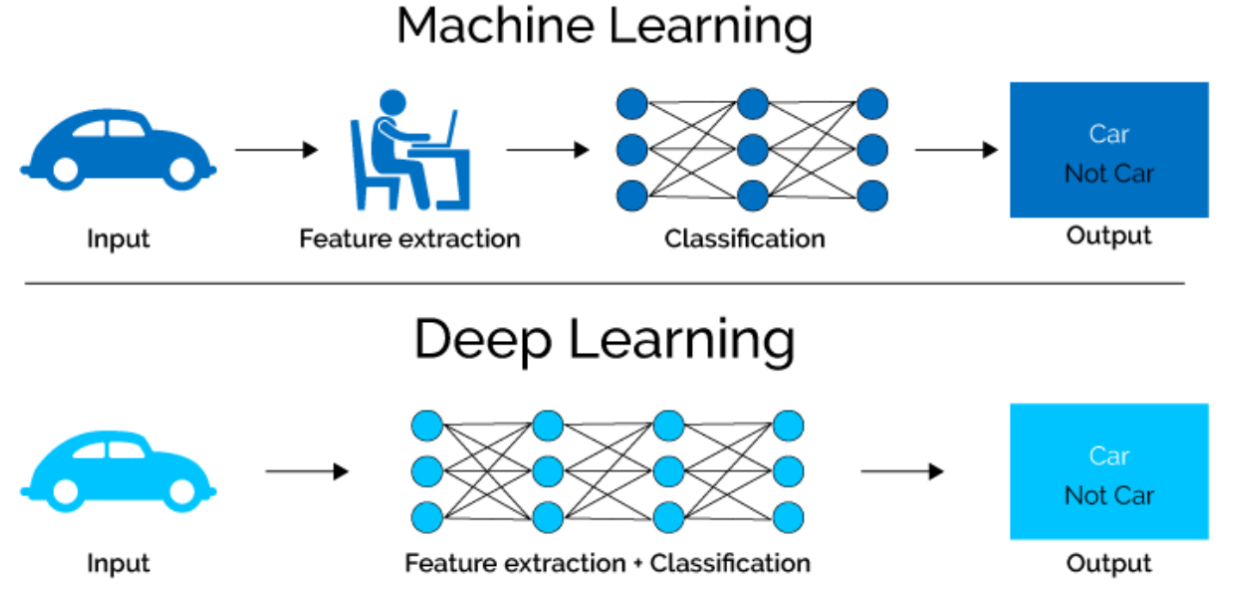 Machine Learning
Car
Not Car
Input
Feature extraction
Classification
Output
Deep Learning
Car
Not Car
Input
Feature extraction + Classification
Output